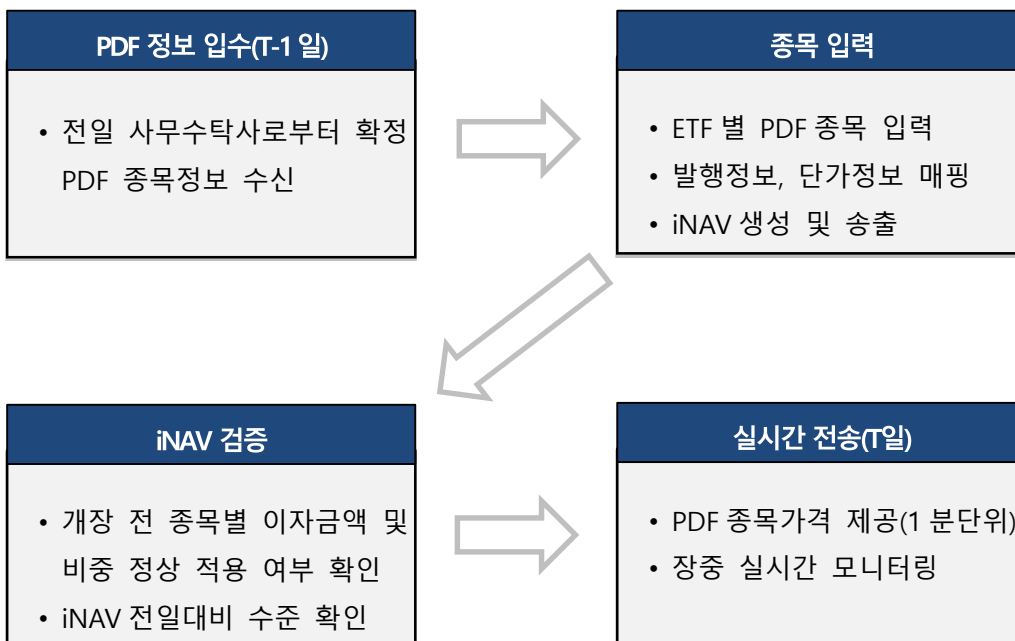 PDF 정보 입수(T-1 일)
• 전일 사무수탁사로부터 확정
PDF 종목정보 수신
종목 입력
• ETF 별 PDF 종목 입력
• 발행정보, 단가정보 매핑
• iNAV 생성 및 송출
iNAV 검증
• 개장 전 종목별 이자금액 및
비중 정상 적용 여부 확인
• iNAV 전일대비 수준 확인
실시간 전송(T일)
• PDF 종목가격 제공(1 분단위)
• 장중 실시간 모니터링